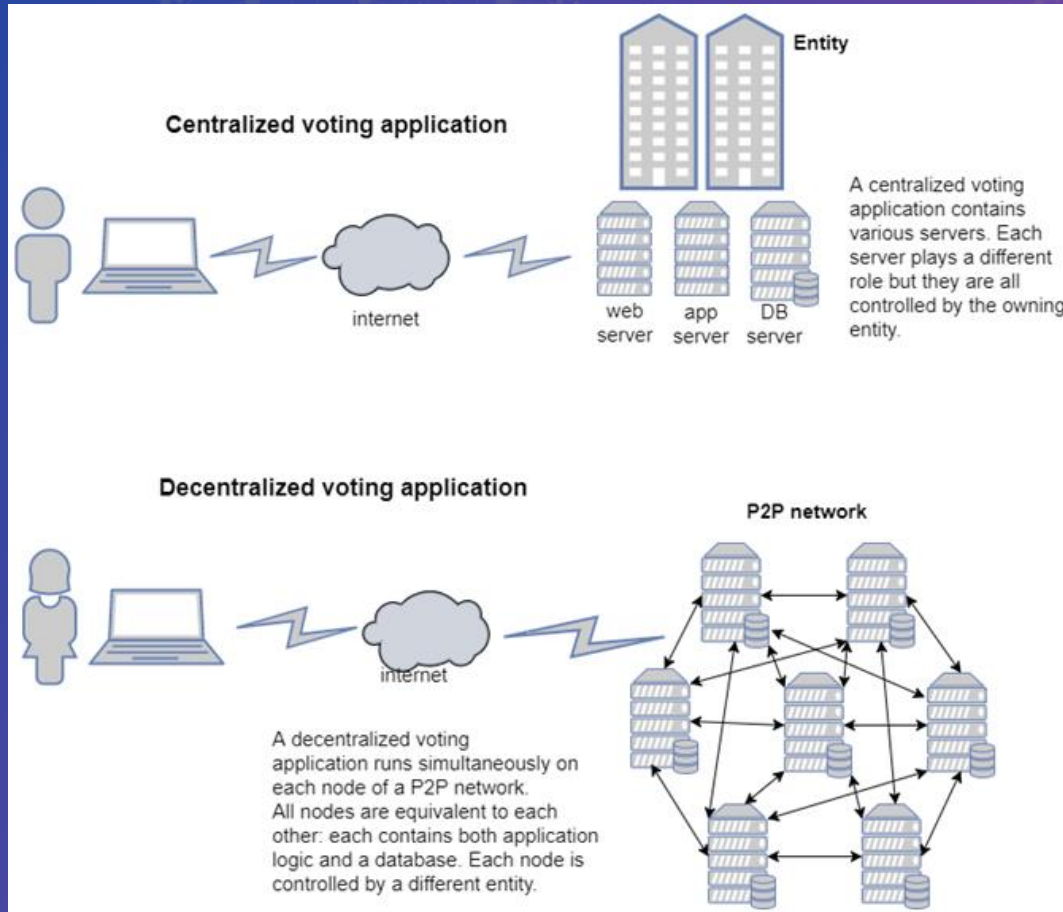 Entity
Centralized voting application
A centralized voting
application contains
various servers. Each
server plays a different
role but they are all
controlled by the owning
entity.
internet
web
server
app
server
DB
server
Decentralized voting application
P2P network
internet
A decentralized voting
application runs simultaneously on
each node of a P2P network.
All nodes are equivalent to each
other: each contains both application
logic and a database. Each node is
controlled by a different entity.